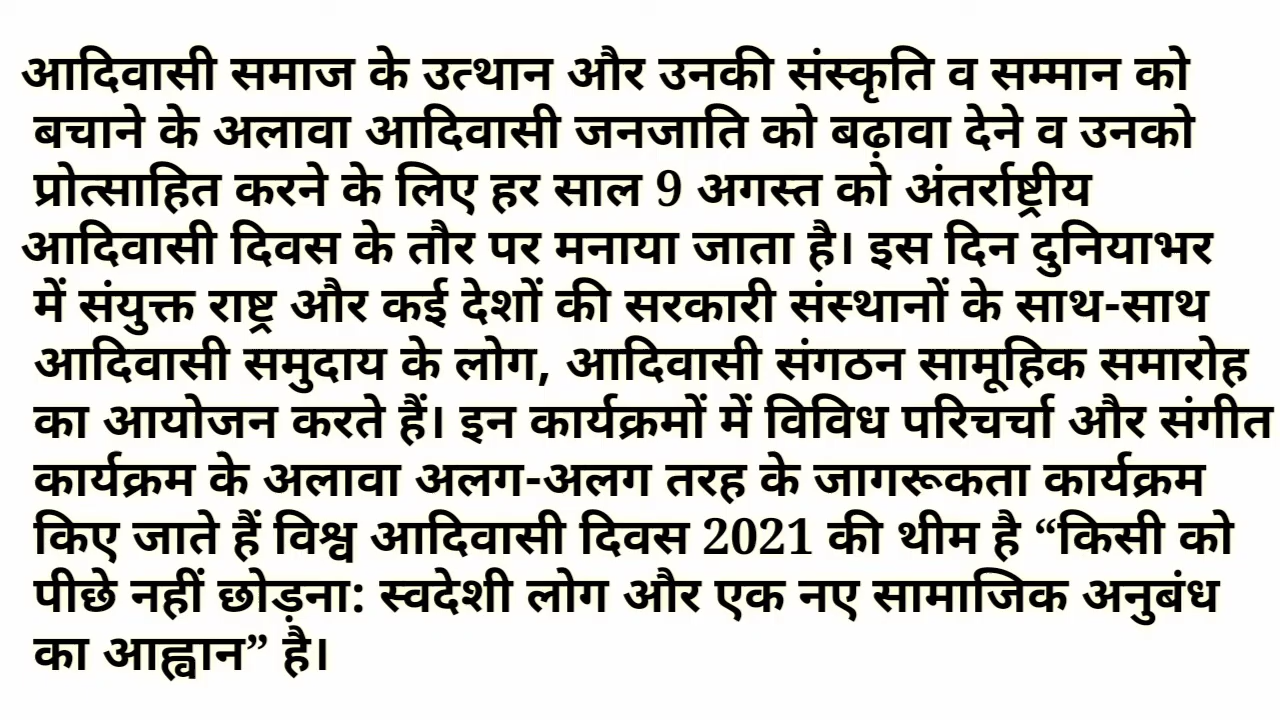 आदिवासी समाज के उत्थान और उनकी संस्कृति व सम्मान को
बचाने के अलावा आदिवासी जनजाति को बढ़ावा देने व उनको
प्रोत्साहित करने के लिए हर साल 9 अगस्त को अंतर्राष्ट्रीय
आदिवासी दिवस के तौर पर मनाया जाता है। इस दिन दुनियाभर
में संयुक्त राष्ट्र और कई देशों की सरकारी संस्थानों के साथ-साथ
आदिवासी समुदाय के लोग, आदिवासी संगठन सामूहिक समारोह
का आयोजन करते हैं। इन कार्यक्रमों में विविध परिचर्चा और संगीत
कार्यक्रम के अलावा अलग-अलग तरह के जागरूकता कार्यक्रम
किए जाते हैं विश्व आदिवासी दिवस 2021 की थीम है “किसी को
पीछे नहीं छोड़ना: स्वदेशी लोग और एक नए सामाजिक अनुबंध
का आह्वान” है।